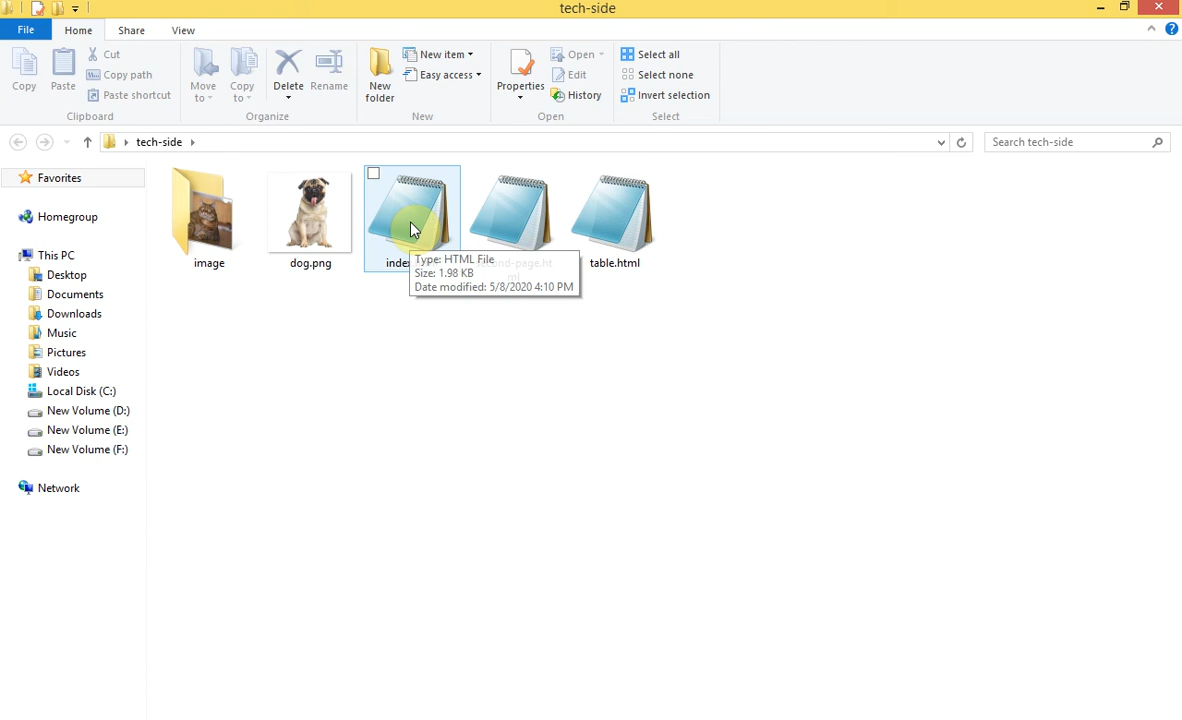 tech-side
File Home Share View
Copy Paste Cut Copy path Paste shortcut Clipboard
Move to Copy to Delete Rename Organize
New folder New item Easy access New
Properties Open Edit History Open
Select all Select none Invert selection Select
tech-side
Search tech-side
Favorites
Homegroup
This PC
Desktop
Documents
Downloads
Music
Pictures
Videos
Local Disk (C:)
New Volume (D:)
New Volume (E:)
New Volume (F:)
Network
image
dog.png
index
second-page.ht
ml
table.html
Type: HTML File
Size: 1.98 KB
Date modified: 5/8/2020 4:10 PM